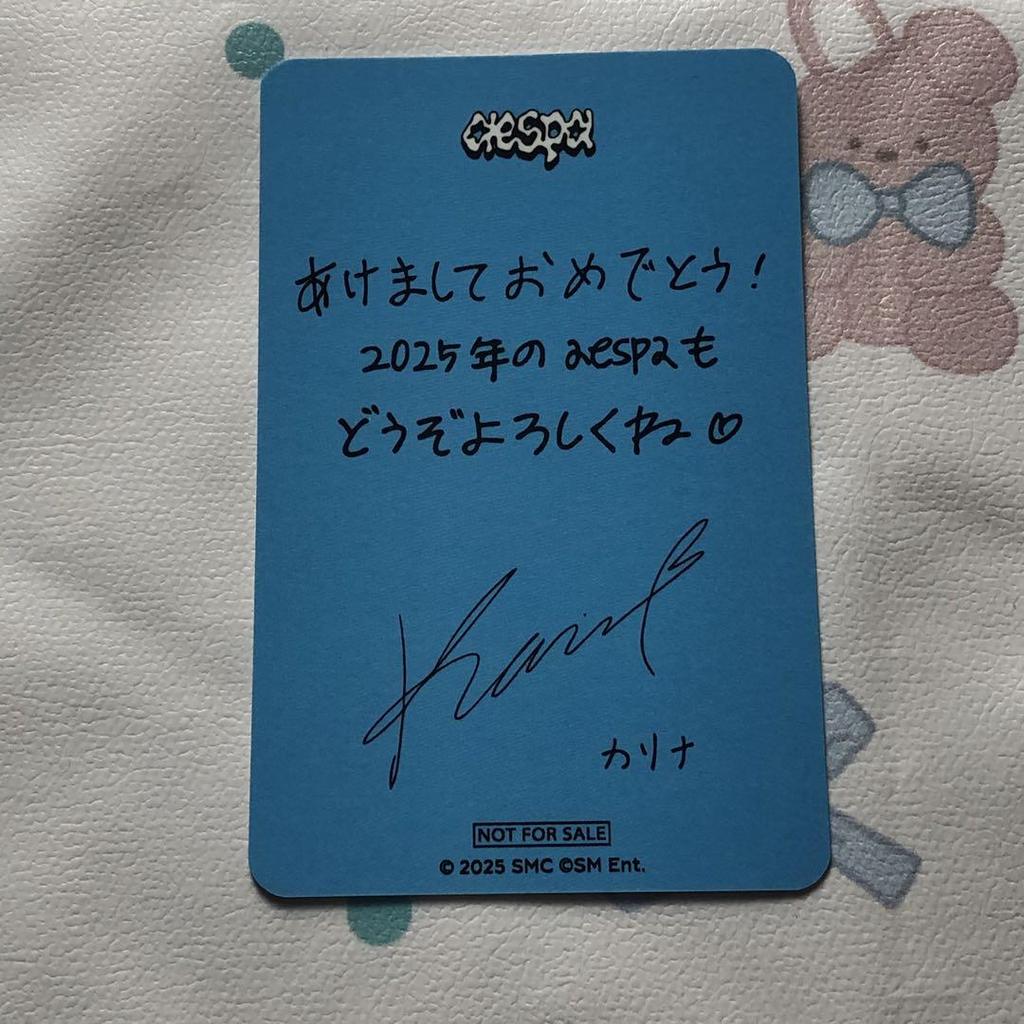 aespa
あけましておめでとう!
2025年のaespaも
どうぞよろしくね♡
Karina
カリナ
NOT FOR SALE
© 2025 SMC ©SM Ent.